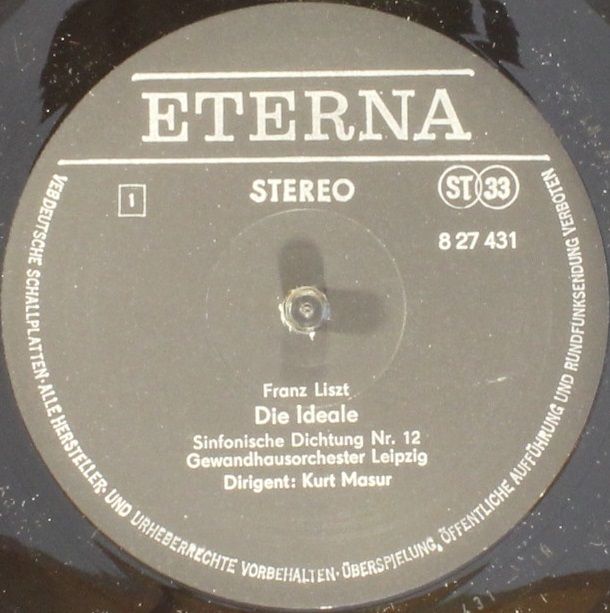 ETERNA
STEREO
ST 33
1
8 27 431
Franz Liszt
Die Ideale
Sinfonische Dichtung Nr. 12
Gewandhausorchester Leipzig
Dirigent: Kurt Masur
VEB DEUTSCHE SCHALLPLATTEN · ALLE HERSTELLER- UND URHEBERRECHTE VORBEHALTEN · ÜBERSPIELUNG, ÖFFENTLICHE AUFFÜHRUNG UND RUNDFUNKSENDUNG VERBOTEN